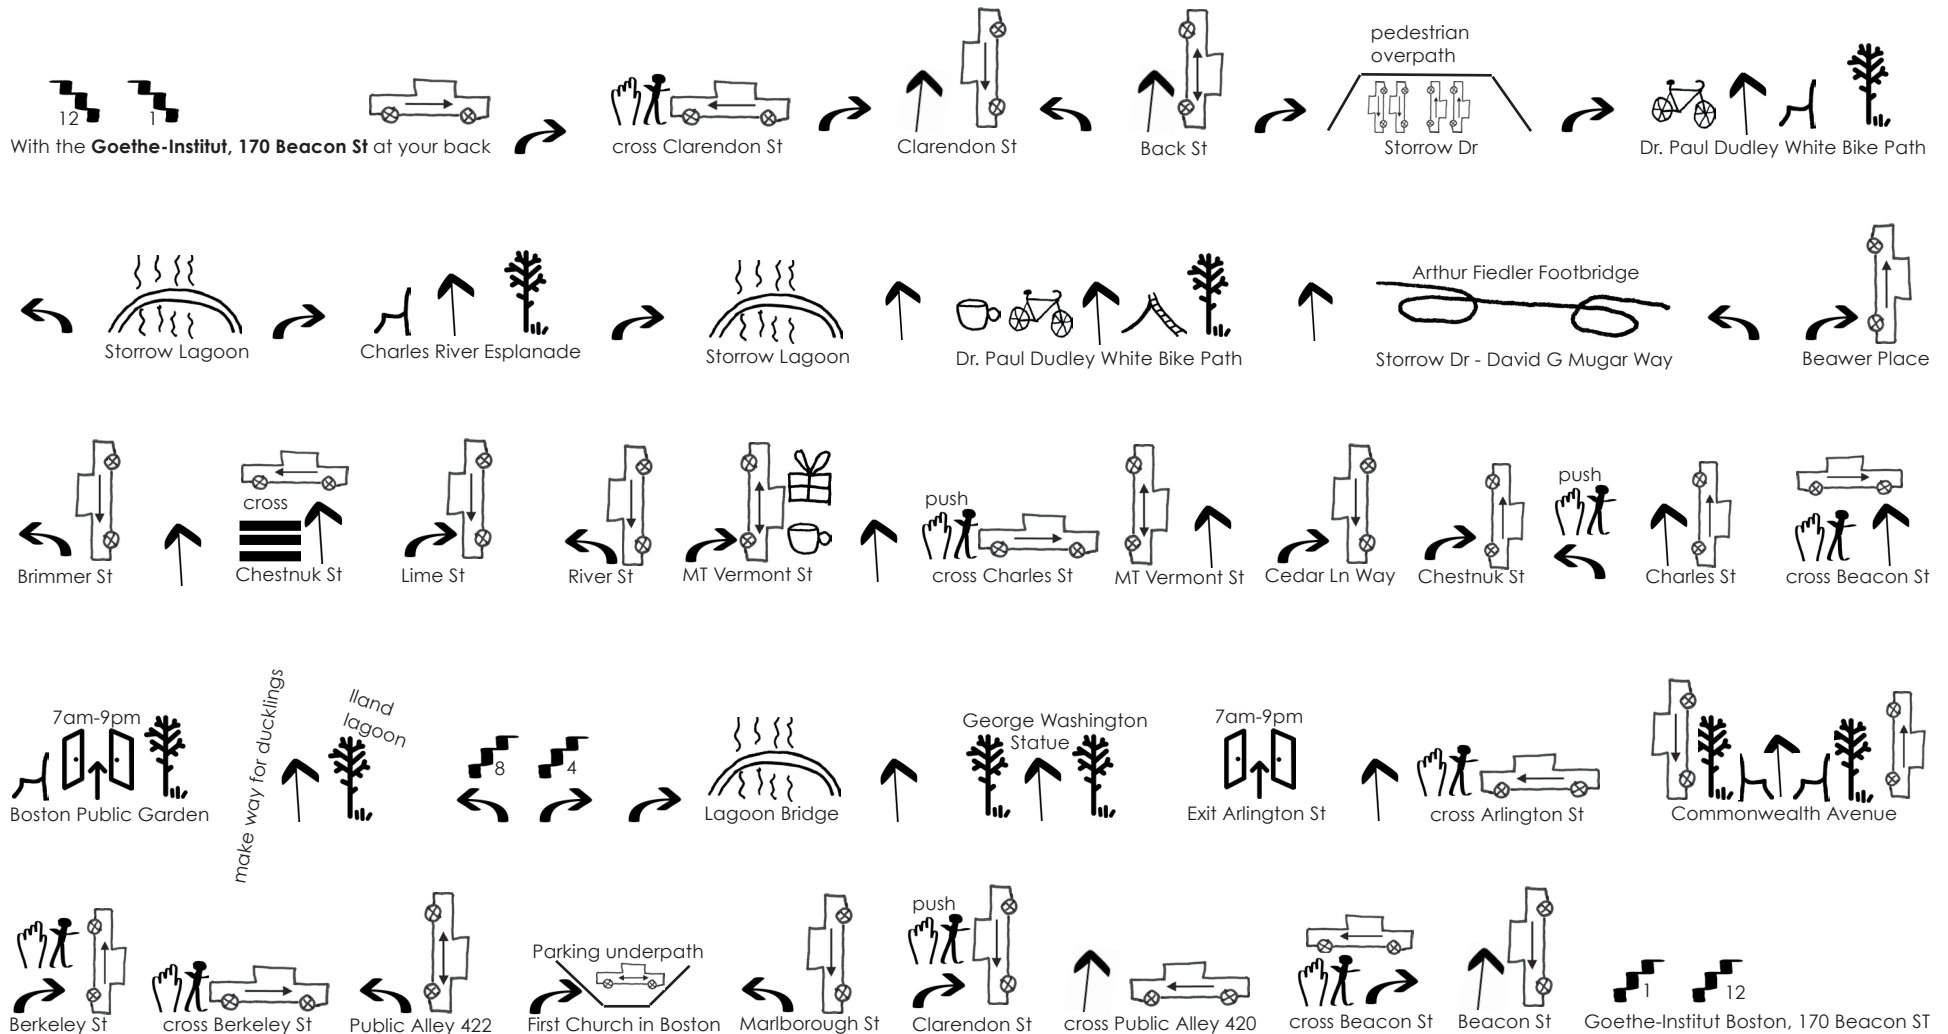 12
1
With the Goethe-Institut, 170 Beacon St at your back
cross Clarendon St
Clarendon St
Back St
pedestrian
overpath
Storrow Dr
Dr. Paul Dudley White Bike Path
Storrow Lagoon
Charles River Esplanade
Storrow Lagoon
Dr. Paul Dudley White Bike Path
Arthur Fiedler Footbridge
Storrow Dr - David G Mugar Way
Beawer Place
Brimmer St
cross
Chestnuk St
Lime St
River St
MT Vermont St
push
cross Charles St
MT Vermont St
Cedar Ln Way
Chestnuk St
push
Charles St
cross Beacon St
7am-9pm
Boston Public Garden
make way for ducklings
Iland
lagoon
8
4
Lagoon Bridge
George Washington
Statue
7am-9pm
Exit Arlington St
cross Arlington St
Commonwealth Avenue
Berkeley St
cross Berkeley St
Public Alley 422
Parking underpath
First Church in Boston
Marlborough St
push
Clarendon St
cross Public Alley 420
cross Beacon St
Beacon St
1
12
Goethe-Institut Boston, 170 Beacon ST